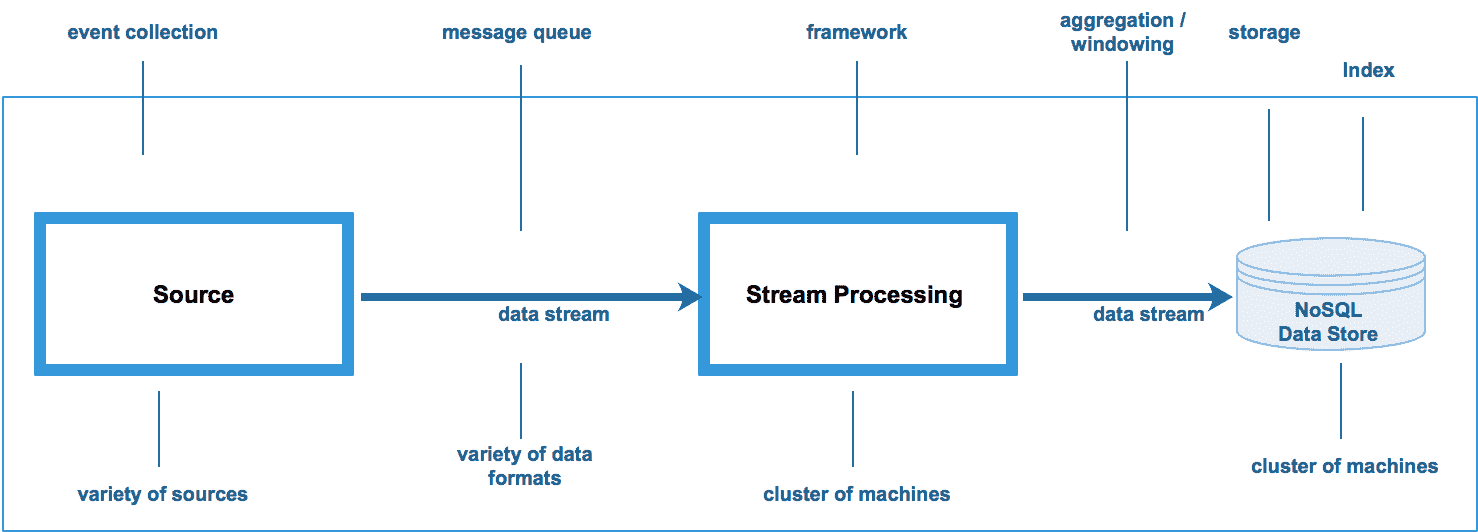 event collection
message queue
framework
aggregation /
windowing
storage
Index
Source
data stream
Stream Processing
data stream
NoSQL
Data Store
variety of sources
variety of data
formats
cluster of machines
cluster of machines